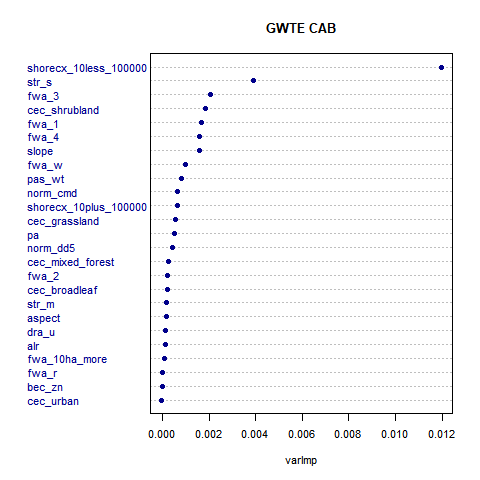 GWTE CAB
shorecx_10less_100000
str_s
fwa_3
cec_shrubland
fwa_1
fwa_4
slope
fwa_w
pas_wt
norm_cmd
shorecx_10plus_100000
cec_grassland
pa
norm_dd5
cec_mixed_forest
fwa_2
cec_broadleaf
str_m
aspect
dra_u
alr
fwa_10ha_more
fwa_r
bec_zn
cec_urban
0.000 0.002 0.004 0.006 0.008 0.010 0.012
varImp